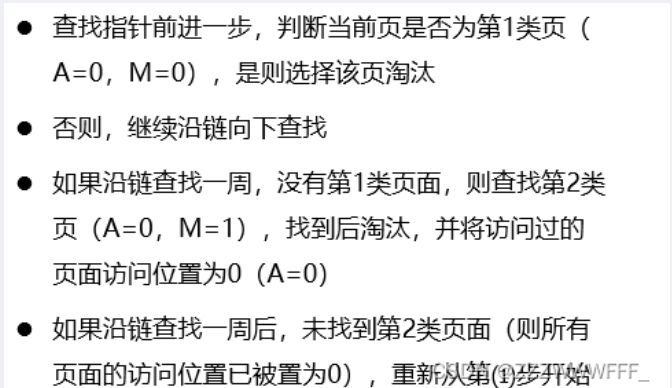 ● 查找指针前进一步，判断当前页是否为第1类页（
A=0，M=0），是则选择该页淘汰
● 否则，继续沿链向下查找
● 如果沿链查找一周，没有第1类页面，则查找第2类
页（A=0，M=1），找到后淘汰，并将访问过的
页面访问位置为0（A=0）
● 如果沿链查找一周后，未找到第2类页面（则所有
页面的访问位已被置为0），重新从第(1)步开始